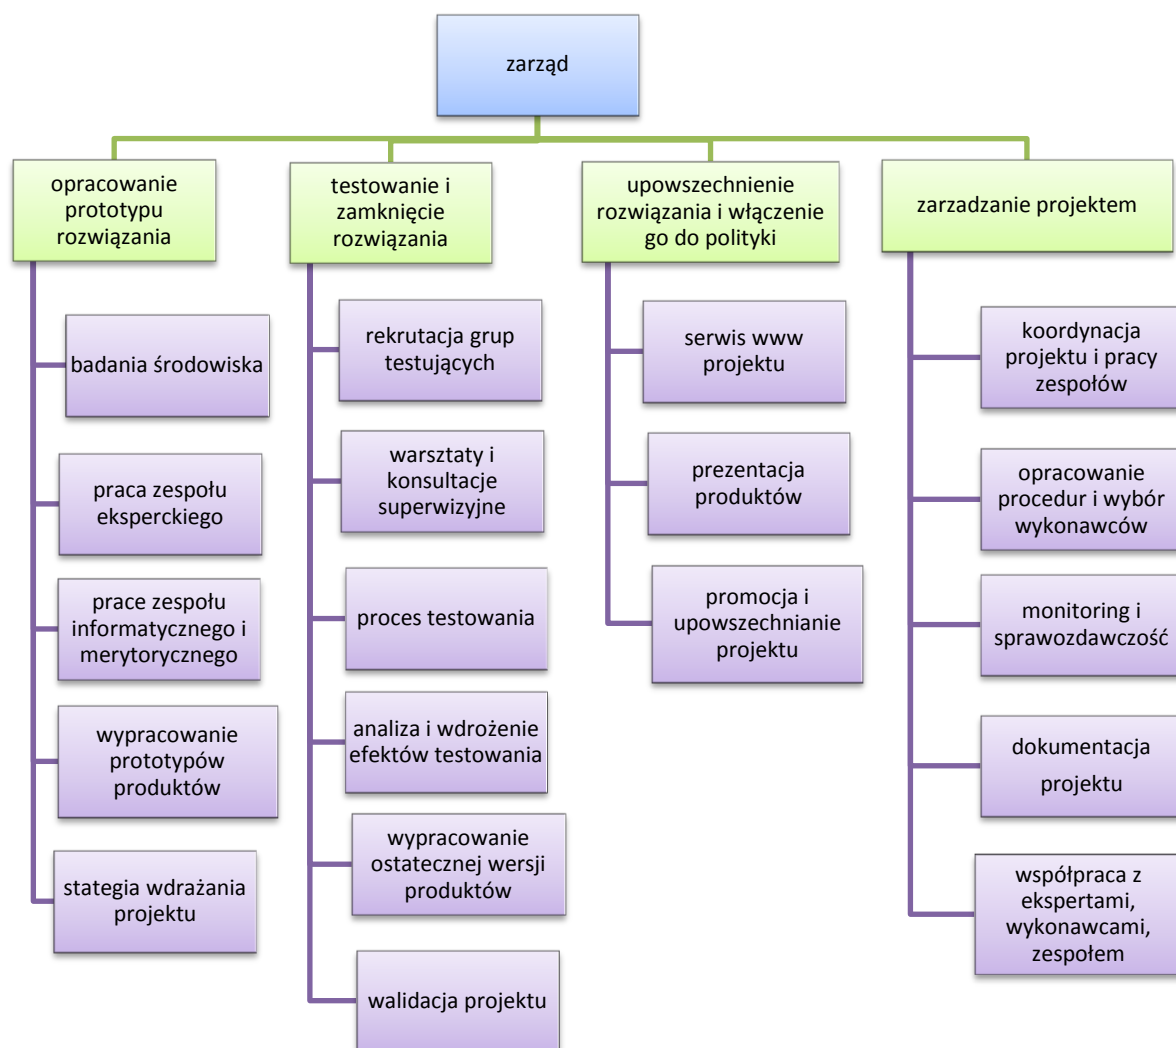 zarząd
opracowanie
prototypu
rozwiązania
badania środowiska
praca zespołu
eksperckiego
prace zespołu
informatycznego i
merytorycznego
wypracowanie
prototypów
produktów
stategia wdrażania
projektu
testowanie i
zamknięcie
rozwiązania
rekrutacja grup
testujących
warsztaty i
konsultacje
superwizyjne
proces testowania
analiza i wdrożenie
efektów testowania
wypracowanie
ostatecznej wersji
produktów
walidacja projektu
upowszechnienie
rozwiązania i włączenie
go do polityki
serwis www
projektu
prezentacja
produktów
promocja i
upowszechnianie
projektu
zarzadzanie projektem
koordynacja
projektu i pracy
zespołów
opracowanie
procedur i wybór
wykonawców
monitoring i
sprawozdawczość
dokumentacja
projektu
współpraca z
ekspertami,
wykonawcami,
zespołem